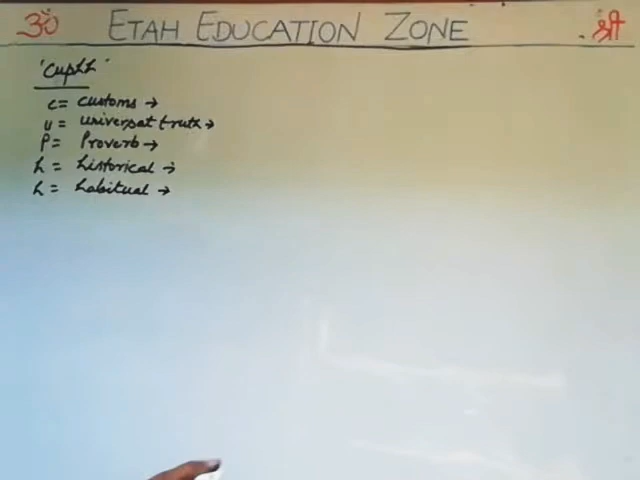 ॐ ETAH EDUCATION ZONE . श्री
'cuphh'
c = customs →
u = universal truth →
P = Proverb →
h = historical →
h = habitual →